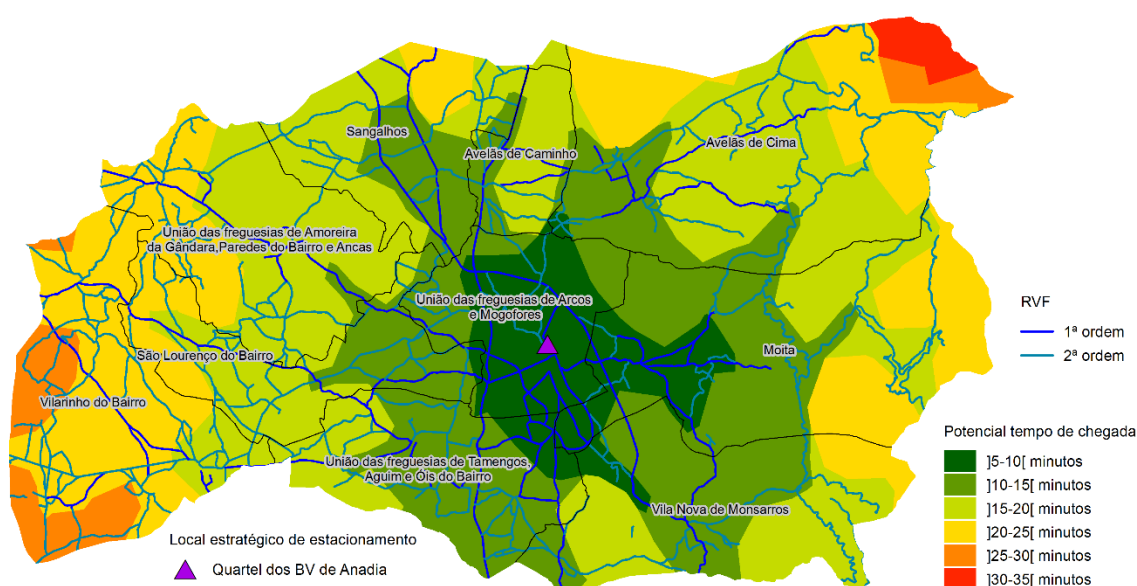 Sangalhos
Avelãs de Caminho
Avelãs de Cima
União das freguesias de Amoreira
da Gândara,Paredes do Bairro e Ancas
União das freguesias de Arcos
e Mogofores
São Lourenço do Bairro
Moita
Vilarinho do Bairro
União das freguesias de Tamengos,
Aguim e Óis do Bairro
Vila Nova de Monsarros
Local estratégico de estacionamento
Quartel dos BV de Anadia
RVF
1ª ordem
2ª ordem
Potencial tempo de chegada
]5-10[ minutos
]10-15[ minutos
]15-20[ minutos
]20-25[ minutos
]25-30[ minutos
]30-35[ minutos